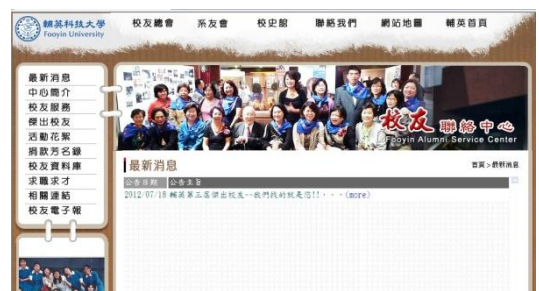 輔英科技大學
Fooyin University
校友總會 系友會 校史館 聯絡我們 網站地圖 輔英首頁
最新消息
中心簡介
校友服務
傑出校友
活動花絮
捐款芳名錄
校友資料庫
求職求才
相關連結
校友電子報
校友 聯絡中心
Fooyin Alumni Service Center
最新消息
首頁 > 最新消息
公告日期 公告主旨
2012/07/18 輔英第三屆傑出校友--我們找的就是您!!...(more)